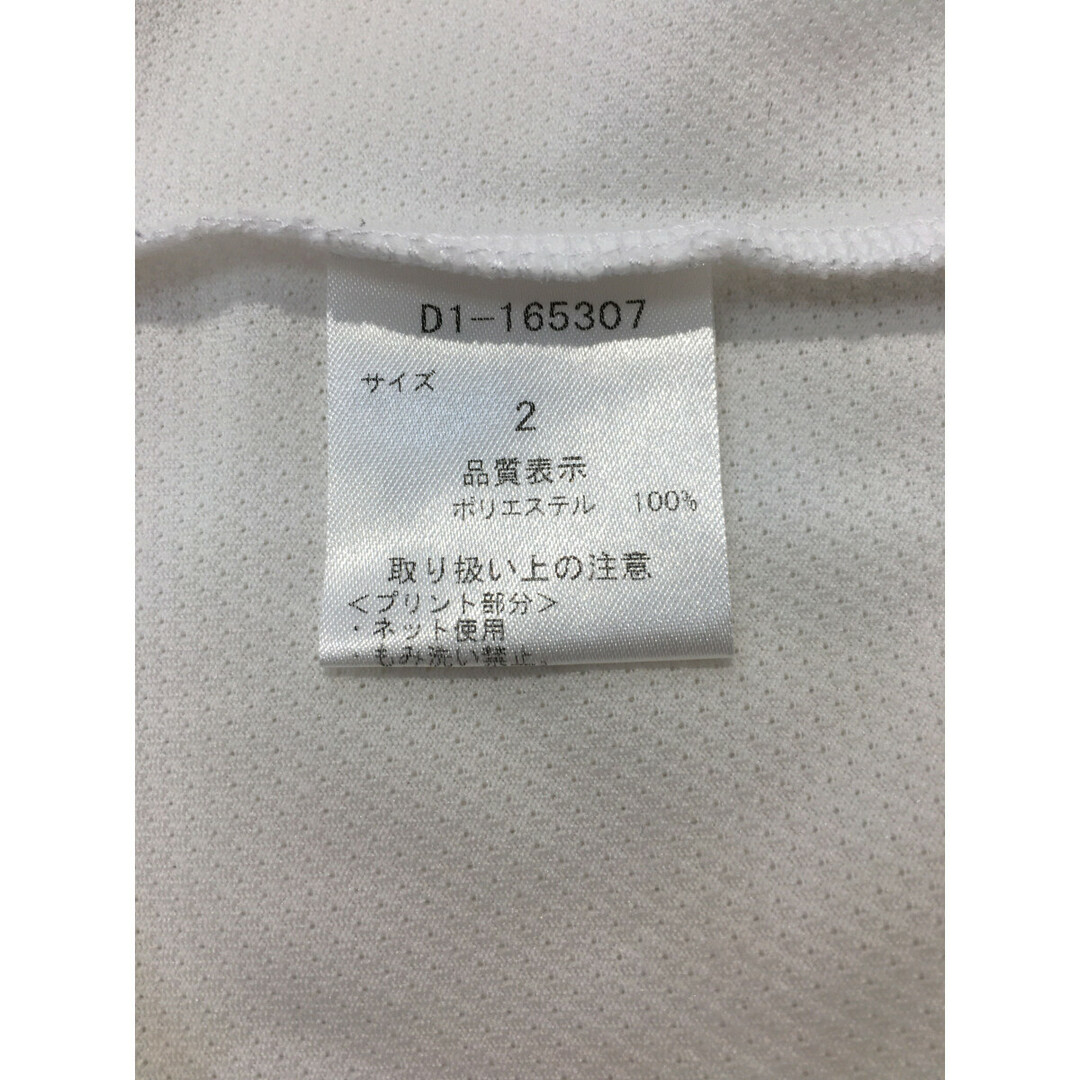 D1-165307
サイズ
2
品質表示
ポリエステル 100%
取り扱い上の注意
<プリント部分>
・ネット使用
・もみ洗い禁止。